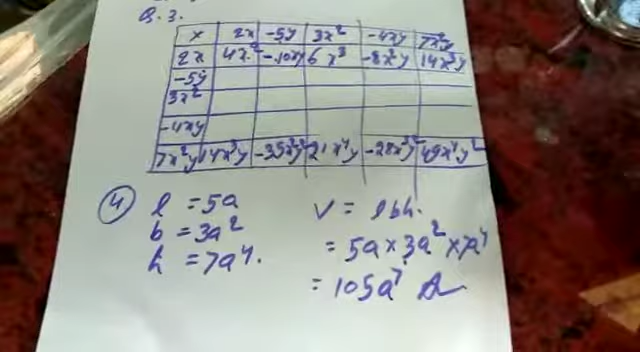 Q.3.
x 2x -5y 3x² -4xy 7x²y
2x 4x² -10xy 6x³ -8x²y 14x³y
-5y
3x²
-4xy
7x²y 14x³y -35x²y² 21x⁴y -28x³y² 49x⁴y²
④ l = 5a V = lbh.
b = 3a² = 5a×3a²×7a⁴
h = 7a⁴. = 105a⁷